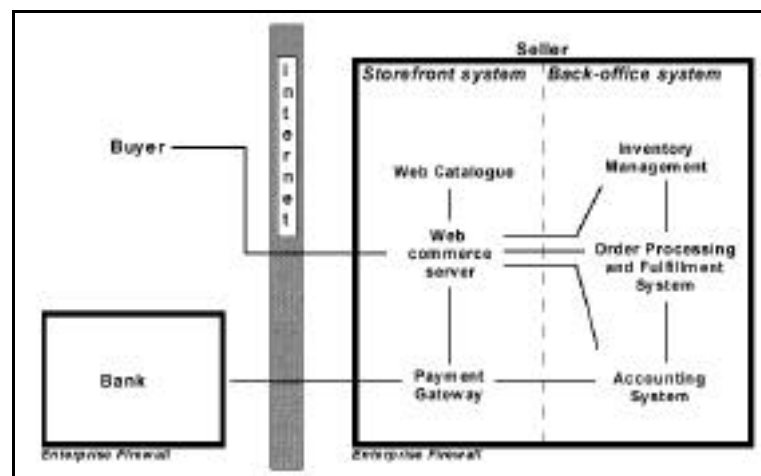 Seller
Storefront system
Back-office system
Internet
Buyer
Web Catalogue
Inventory
Management
Web
commerce
server
Order Processing
and Fulfillment
System
Bank
Payment
Gateway
Accounting
System
Enterprise Firewall
Enterprise Firewall